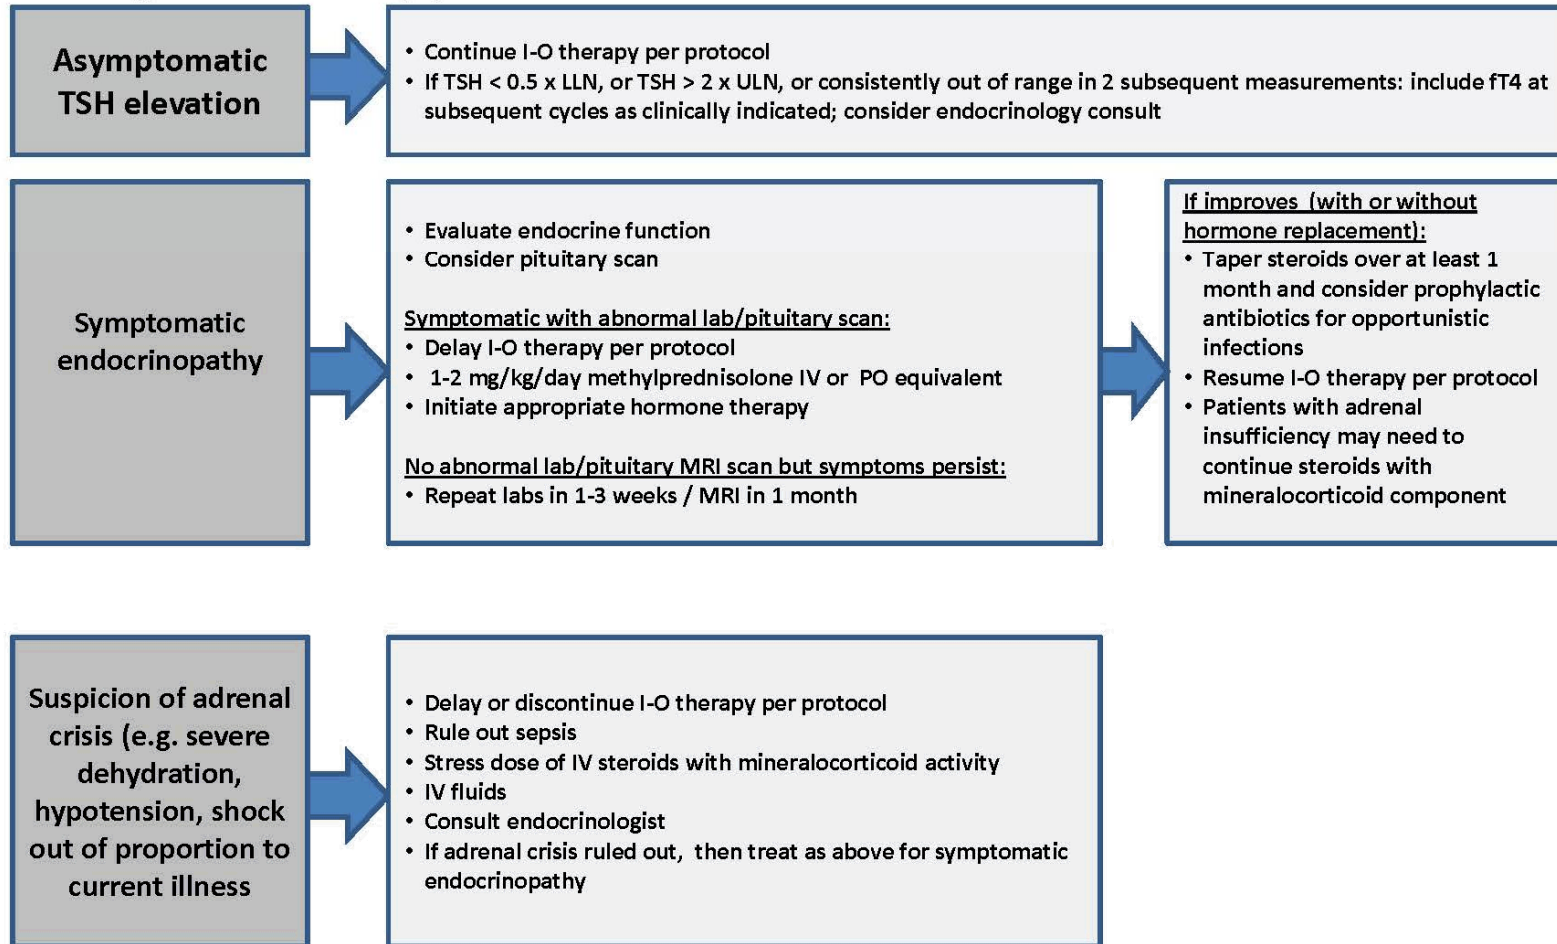 Asymptomatic
TSH elevation
• Continue I-O therapy per protocol
• If TSH < 0.5 x LLN, or TSH > 2 x ULN, or consistently out of range in 2 subsequent measurements: include fT4 at
subsequent cycles as clinically indicated; consider endocrinology consult
Symptomatic
endocrinopathy
• Evaluate endocrine function
• Consider pituitary scan
Symptomatic with abnormal lab/pituitary scan:
• Delay I-O therapy per protocol
• 1-2 mg/kg/day methylprednisolone IV or PO equivalent
• Initiate appropriate hormone therapy
No abnormal lab/pituitary MRI scan but symptoms persist:
• Repeat labs in 1-3 weeks / MRI in 1 month
If improves (with or without
hormone replacement):
• Taper steroids over at least 1
month and consider prophylactic
antibiotics for opportunistic
infections
• Resume I-O therapy per protocol
• Patients with adrenal
insufficiency may need to
continue steroids with
mineralocorticoid component
Suspicion of adrenal
crisis (e.g. severe
dehydration,
hypotension, shock
out of proportion to
current illness
• Delay or discontinue I-O therapy per protocol
• Rule out sepsis
• Stress dose of IV steroids with mineralocorticoid activity
• IV fluids
• Consult endocrinologist
• If adrenal crisis ruled out, then treat as above for symptomatic
endocrinopathy